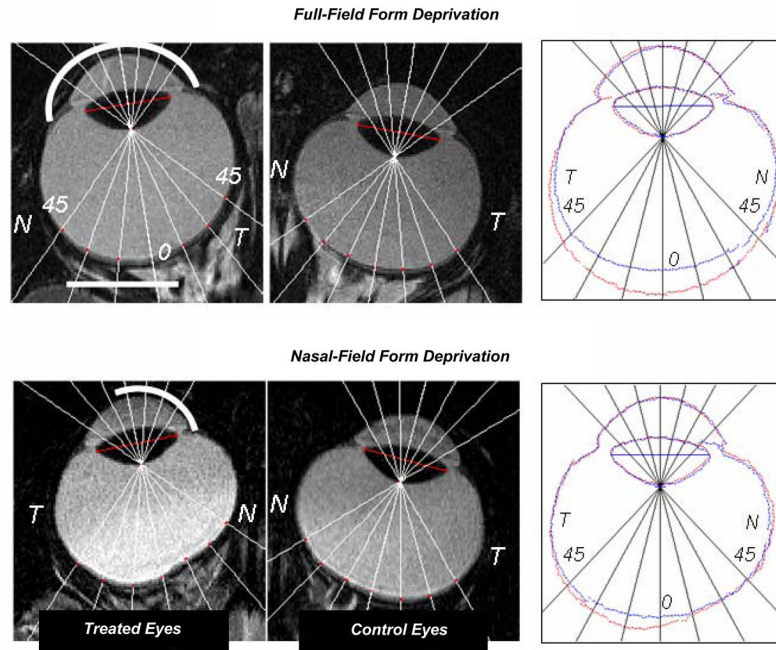 Full-Field Form Deprivation
N
45
0
45
T
N
T
T
45
0
N
45
Nasal-Field Form Deprivation
T
N
N
T
T
45
0
N
45
Treated Eyes
Control Eyes